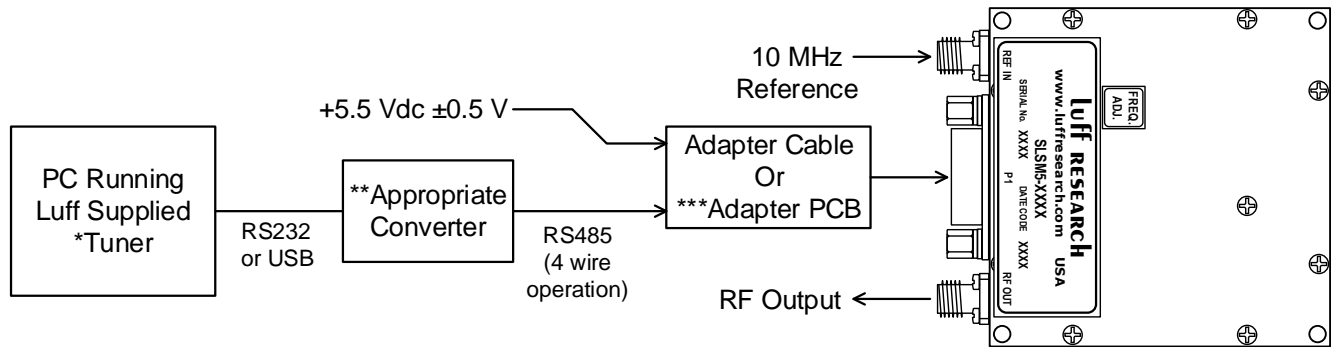 PC Running
Luff Supplied
*Tuner
RS232
or USB
**Appropriate
Converter
RS485
(4 wire
operation)
+5.5 Vdc ±0.5 V
Adapter Cable
Or
***Adapter PCB
10 MHz
Reference
RF Output
luff RESEARCH
www.luffresearch.com USA
SLSM5-XXXX
SERIAL No. XXXX DATE CODE XXXX
REF IN P1 RF OUT
FREQ.
ADJ.